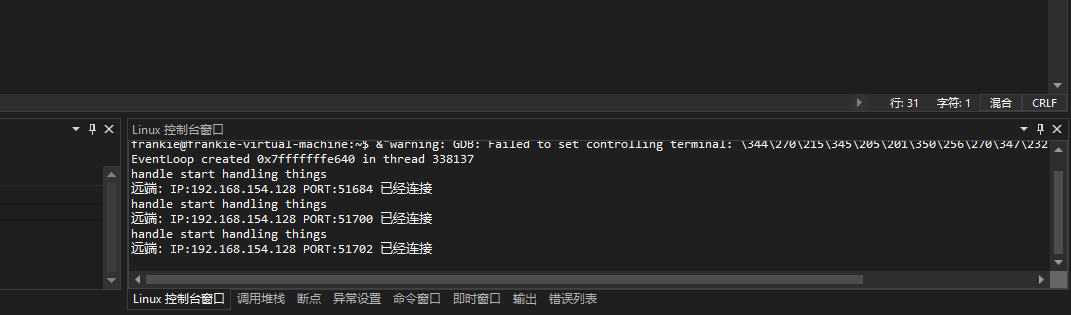 行: 31 字符: 1 混合 CRLF
Linux 控制台窗口
frankie@frankie-virtual-machine:~$ &"warning: GDB: Failed to set controlling terminal: \344\270\215\345\205\201\350\256\270\347\232
EventLoop created 0x7fffffffe640 in thread 338137
handle start handling things
远端: IP:192.168.154.128 PORT:51684 已经连接
handle start handling things
远端: IP:192.168.154.128 PORT:51700 已经连接
handle start handling things
远端: IP:192.168.154.128 PORT:51702 已经连接
Linux 控制台窗口 调用堆栈 断点 异常设置 命令窗口 即时窗口 输出 错误列表